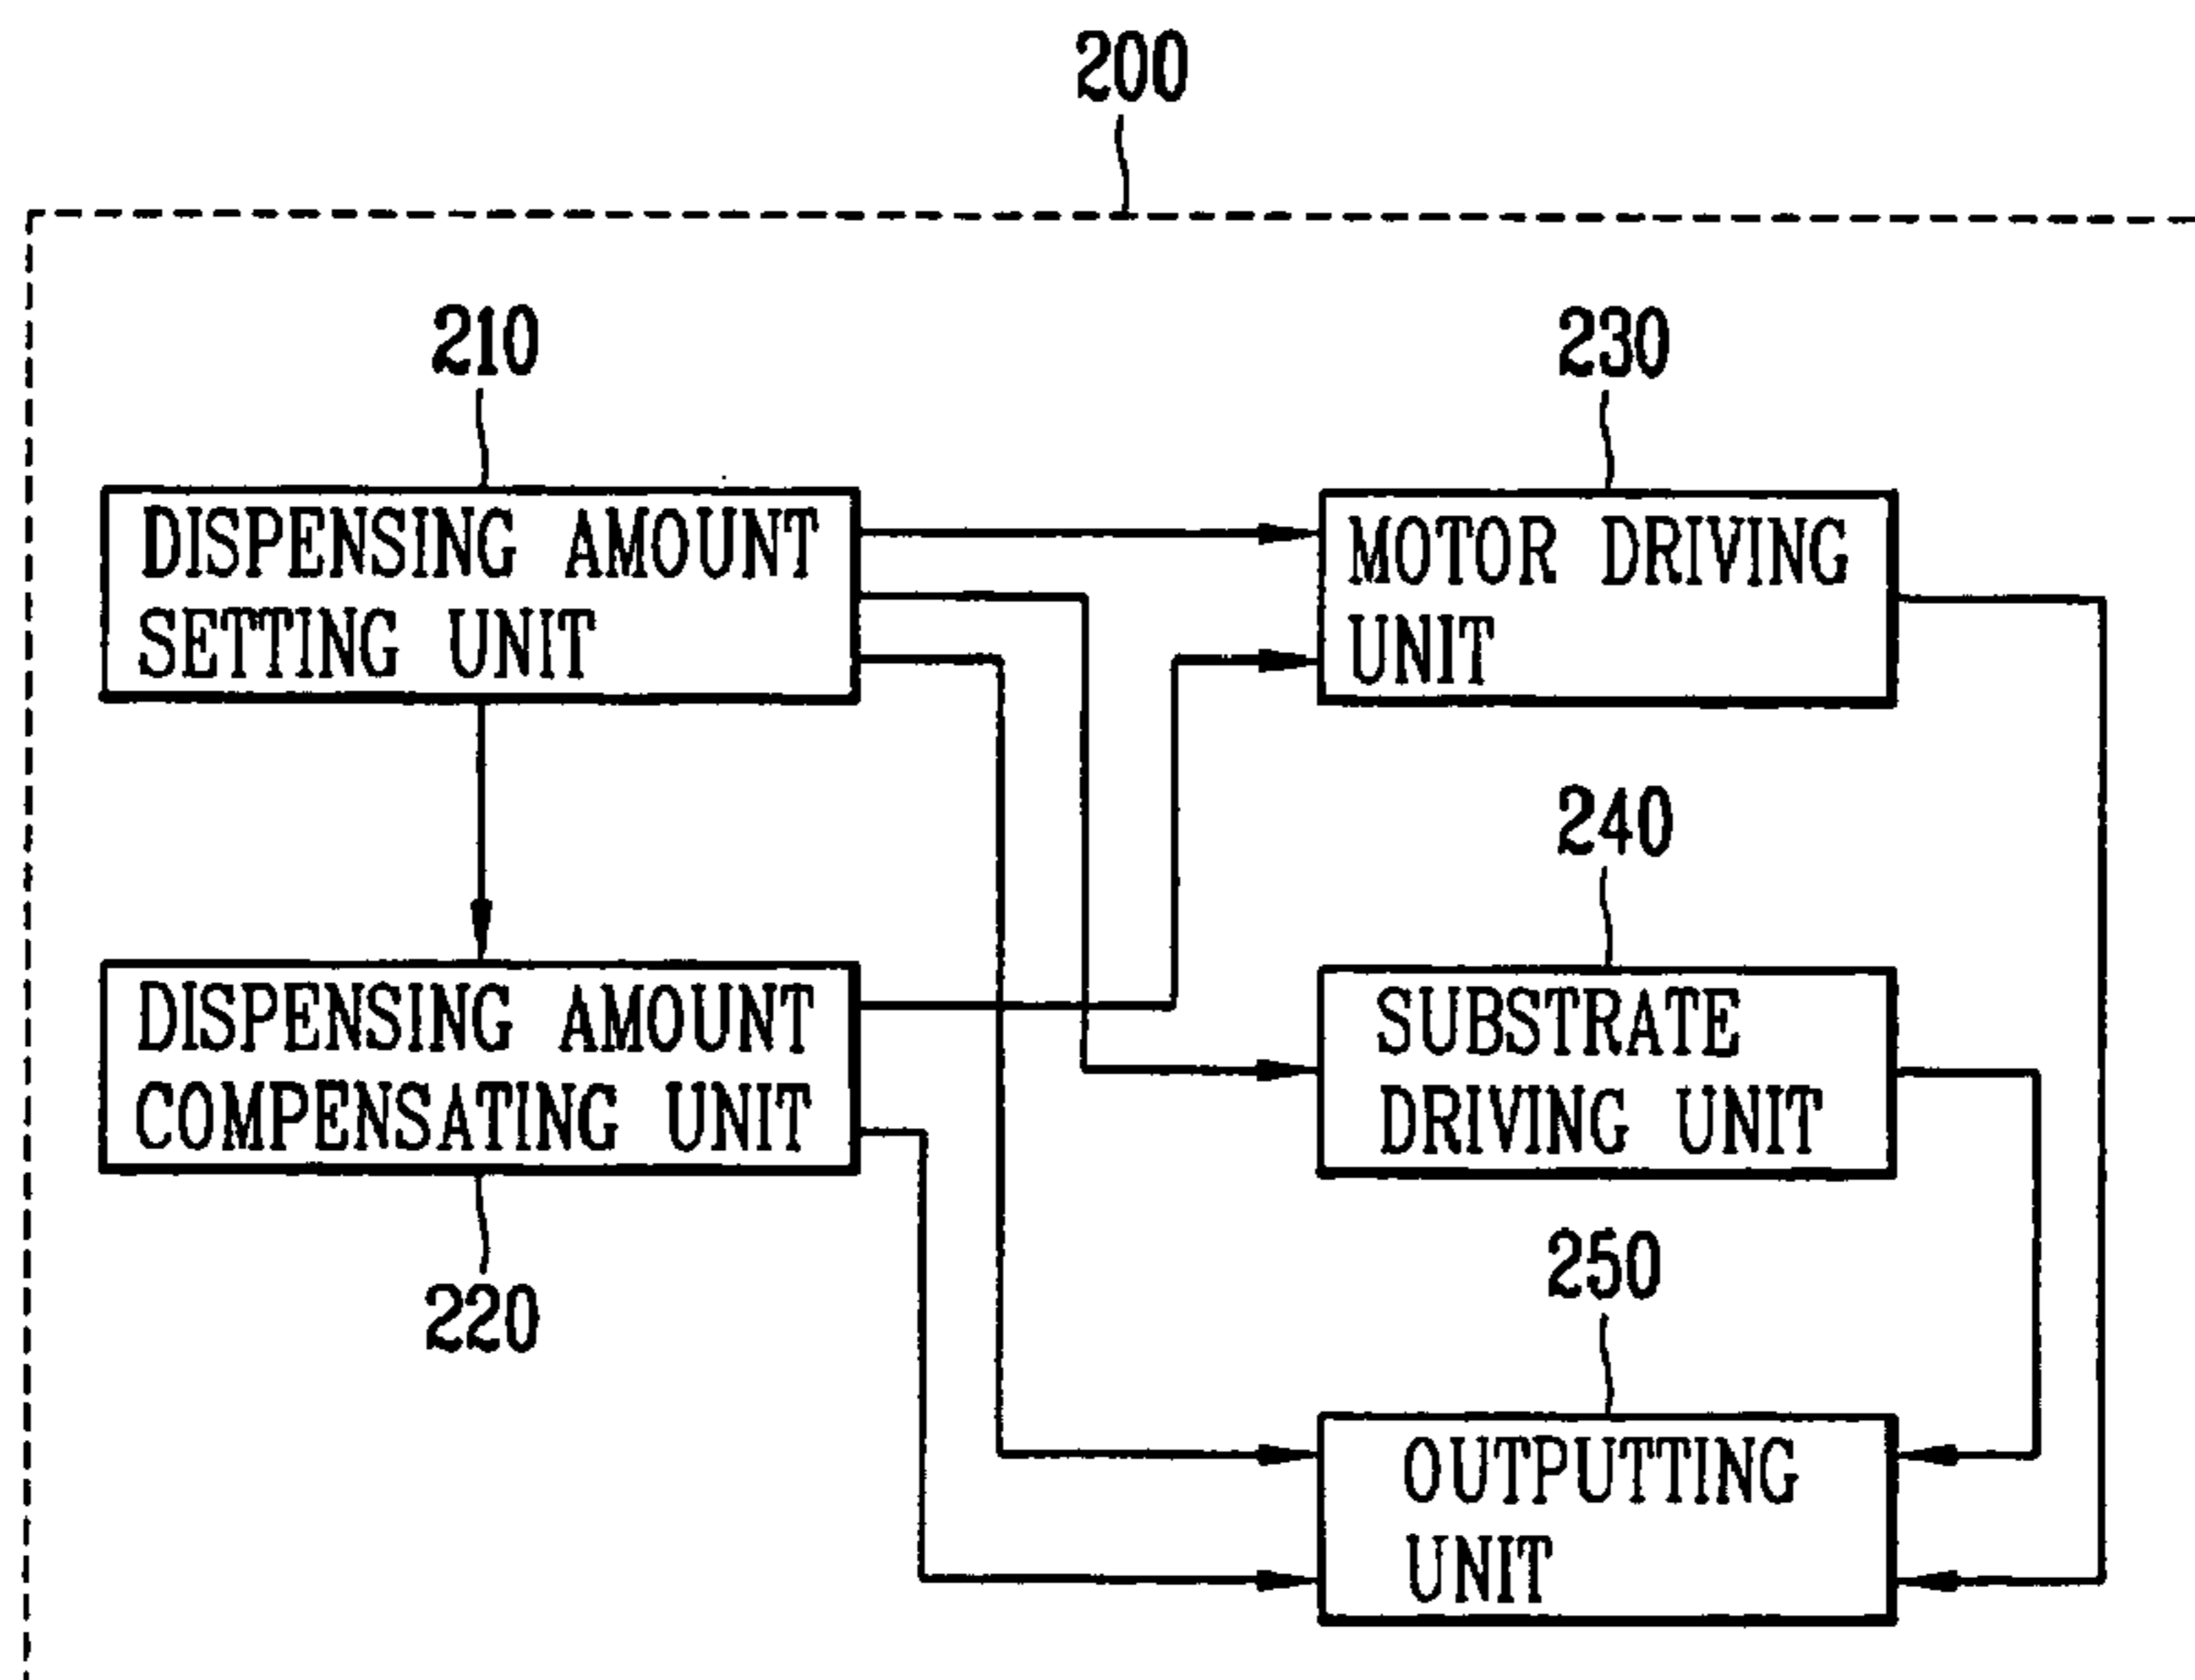 200
210
230
DISPENSING AMOUNT
SETTING UNIT
MOTOR DRIVING
UNIT
240
DISPENSING AMOUNT
COMPENSATING UNIT
SUBSTRATE
DRIVING UNIT
220
250
OUTPUTTING
UNIT